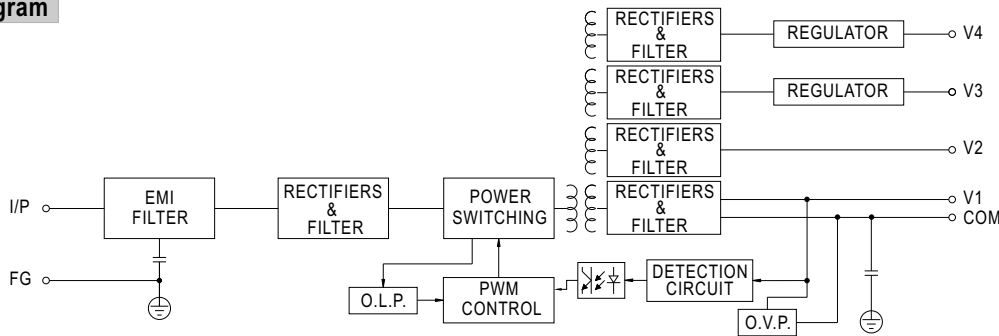 gram
RECTIFIERS
&
FILTER
REGULATOR
V4
RECTIFIERS
&
FILTER
REGULATOR
V3
RECTIFIERS
&
FILTER
V2
I/P
EMI
FILTER
RECTIFIERS
&
FILTER
POWER
SWITCHING
RECTIFIERS
&
FILTER
V1
COM
FG
O.L.P.
PWM
CONTROL
DETECTION
CIRCUIT
O.V.P.